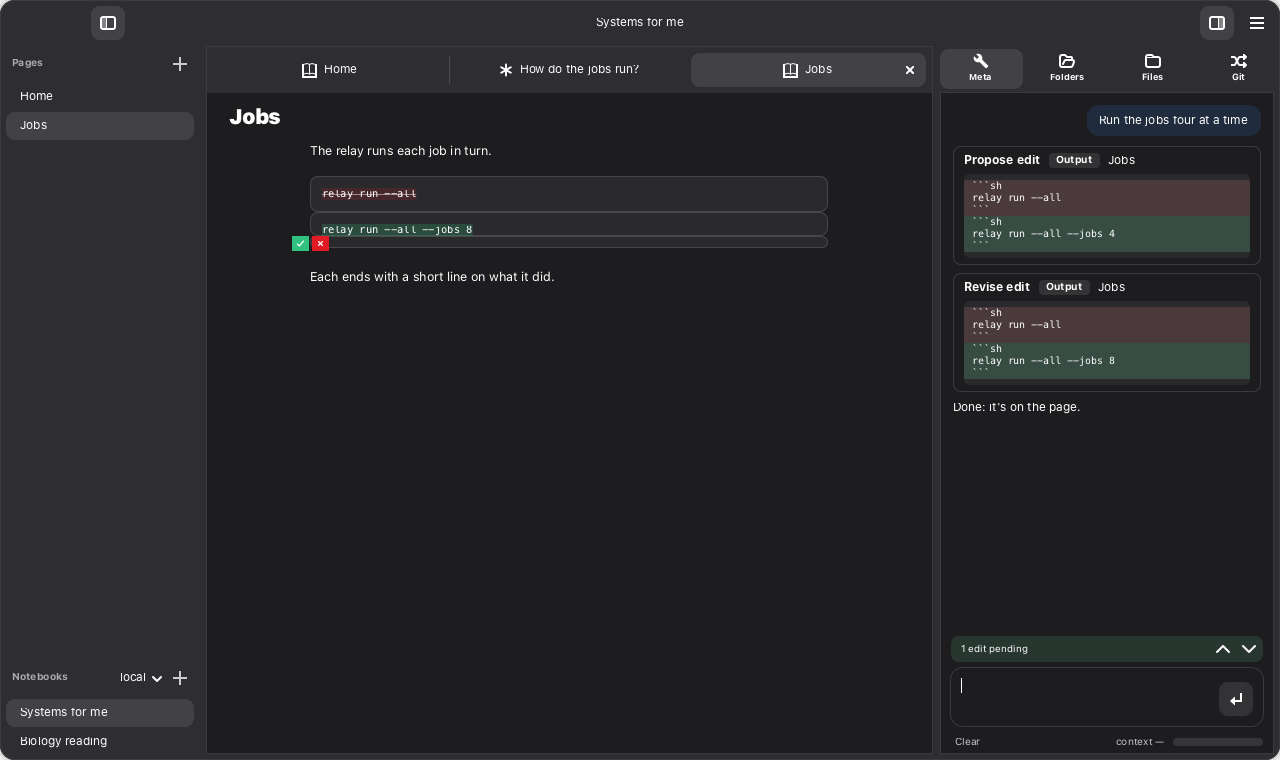 Systems for me
Pages
Home
Jobs
Notebooks
local
Systems for me
Biology reading
Home
How do the jobs run?
Jobs
Jobs
The relay runs each job in turn.
relay run --all
relay run --all --jobs 8
Each ends with a short line on what it did.
Meta
Folders
Files
Git
Run the jobs four at a time
Propose edit Output Jobs
```sh
relay run --all
```
```sh
relay run --all --jobs 4
```
Revise edit Output Jobs
```sh
relay run --all
```
```sh
relay run --all --jobs 8
```
Done: it's on the page.
1 edit pending
Clear
context —